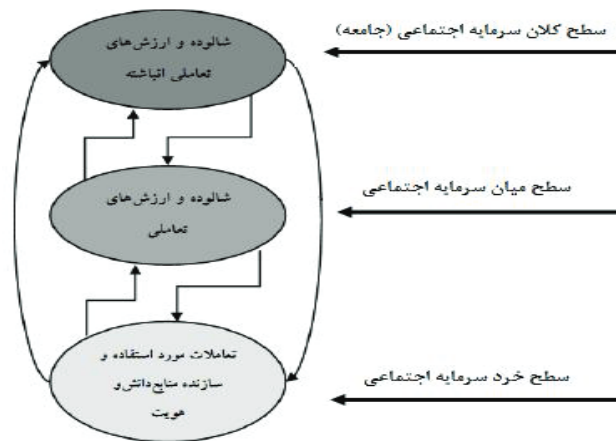 سطح کلان سرمایه اجتماعی (جامعه)
شالوده و ارزش‌های
تعاملی انباشته
سطح میان سرمایه اجتماعی
شالوده و ارزش‌های
تعاملی
سطح خرد سرمایه اجتماعی
تعاملات مورد استفاده و
سازنده منابع‌دانش‌و
هویت